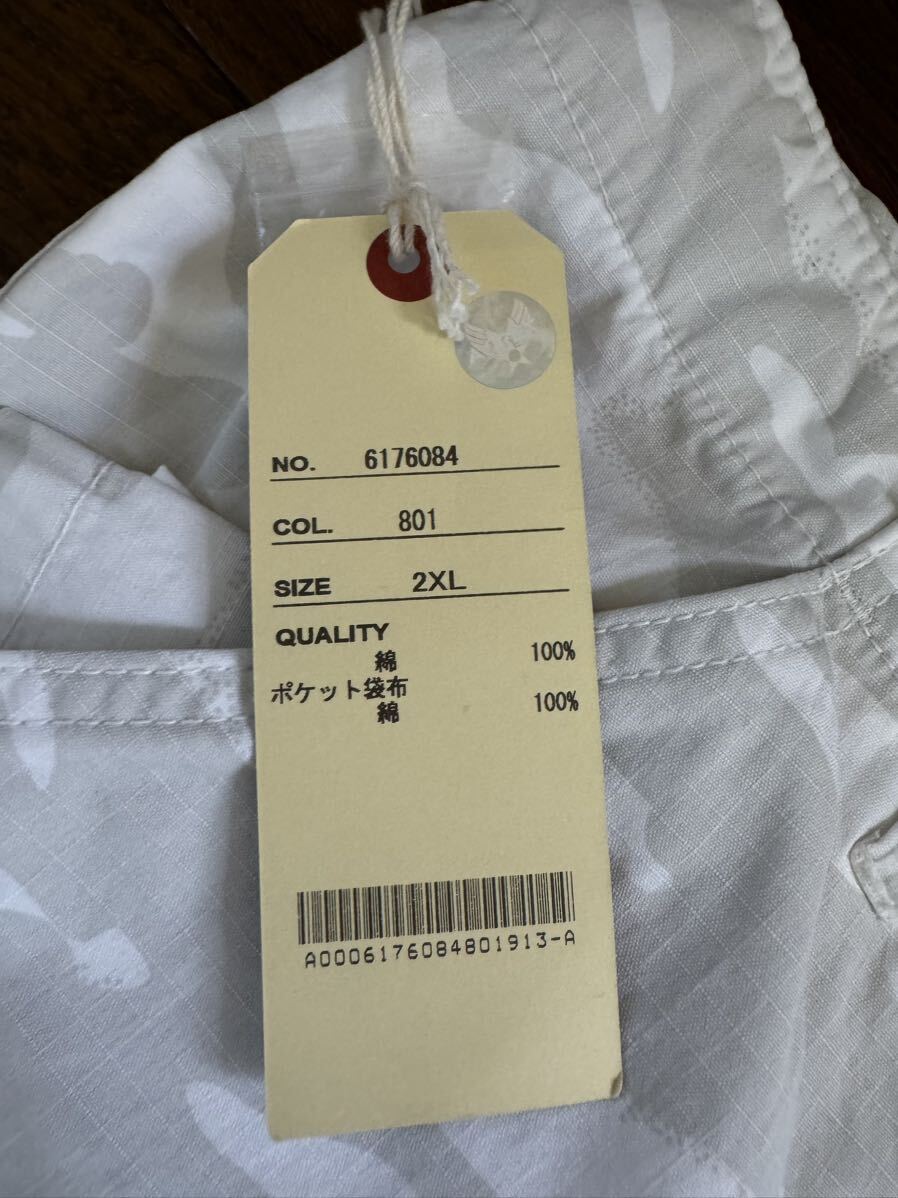 NO. 6176084
COL. 801
SIZE 2XL
QUALITY
綿 100%
ポケット袋布
綿 100%
A0006176084801913-A